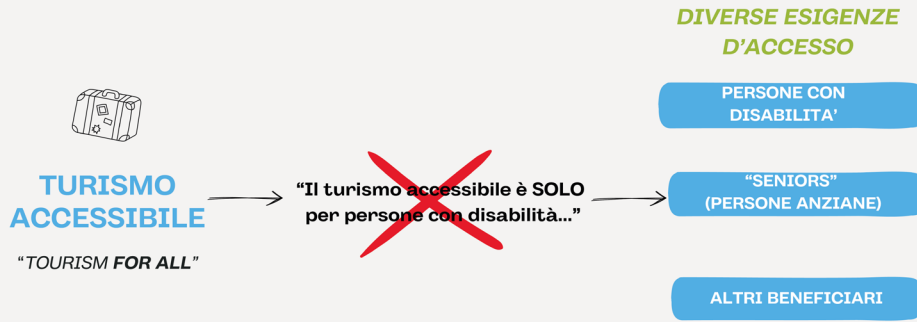 TURISMO
ACCESSIBILE
“TOURISM FOR ALL”
“Il turismo accessibile è SOLO
per persone con disabilità...”
DIVERSE ESIGENZE
D’ACCESSO
PERSONE CON
DISABILITA’
“SENIORS”
(PERSONE ANZIANE)
ALTRI BENEFICIARI